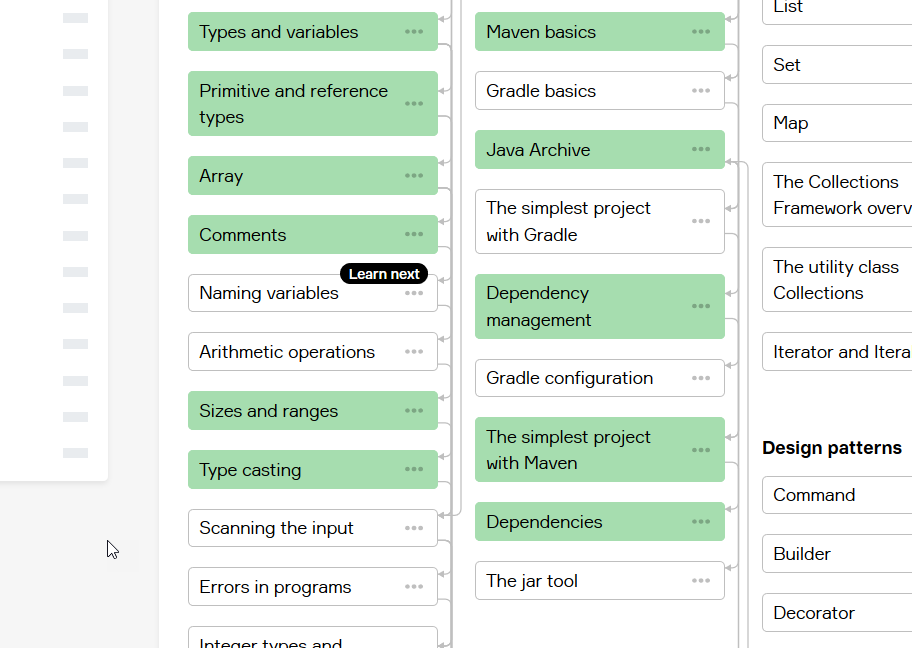 Types and variables
Primitive and reference
types
Array
Comments
Learn next
Naming variables
Arithmetic operations
Sizes and ranges
Type casting
Scanning the input
Errors in programs
Integer types and
Maven basics
Gradle basics
Java Archive
The simplest project
with Gradle
Dependency
management
Gradle configuration
The simplest project
with Maven
Dependencies
The jar tool
List
Set
Map
The Collections
Framework overv
The utility class
Collections
Iterator and Itera
Design patterns
Command
Builder
Decorator